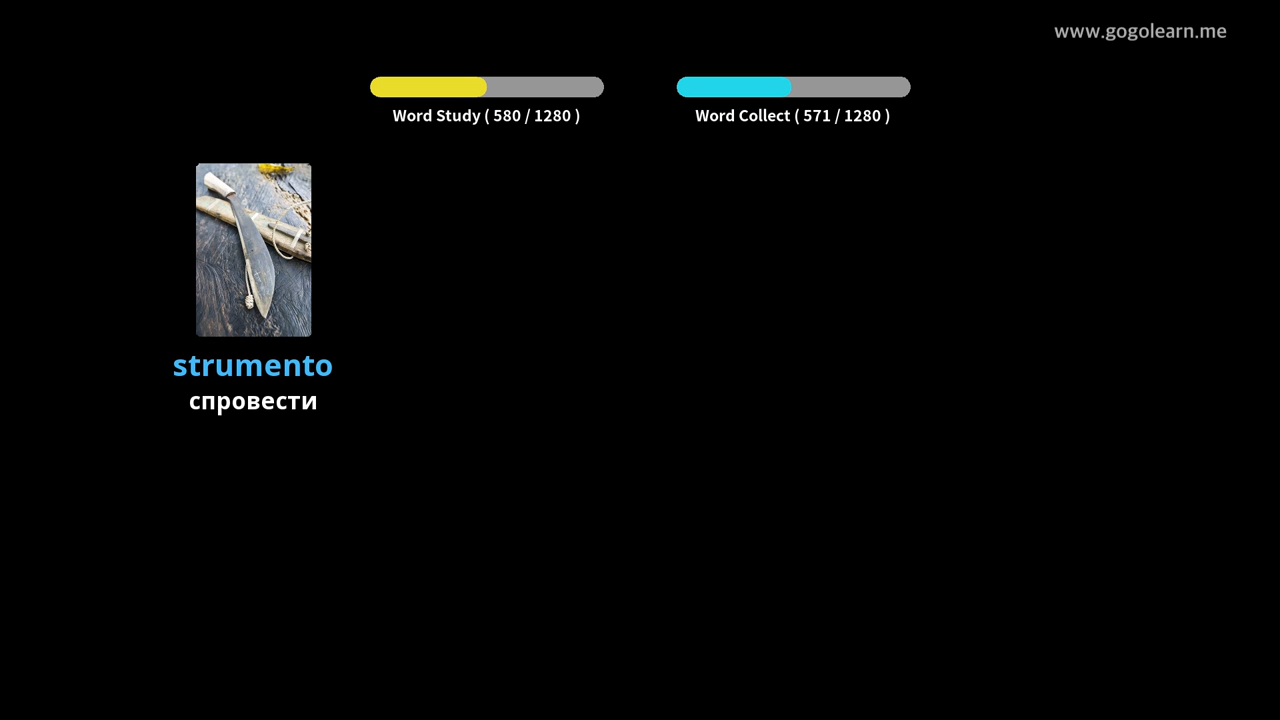 www.gogolearn.me
Word Study ( 580 / 1280 )
Word Collect ( 571 / 1280 )
strumento
спровести